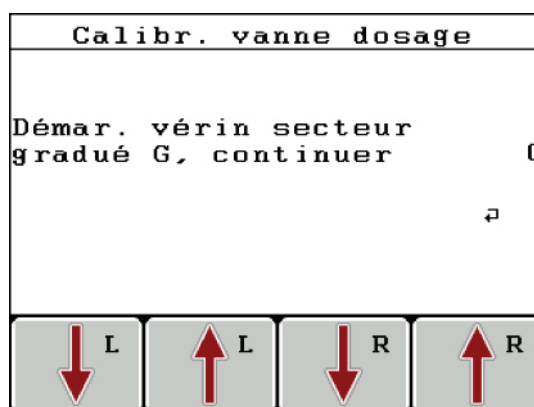 Calibr. vanne dosage
Démar. vérin secteur
gradué G, continuer
L L R R